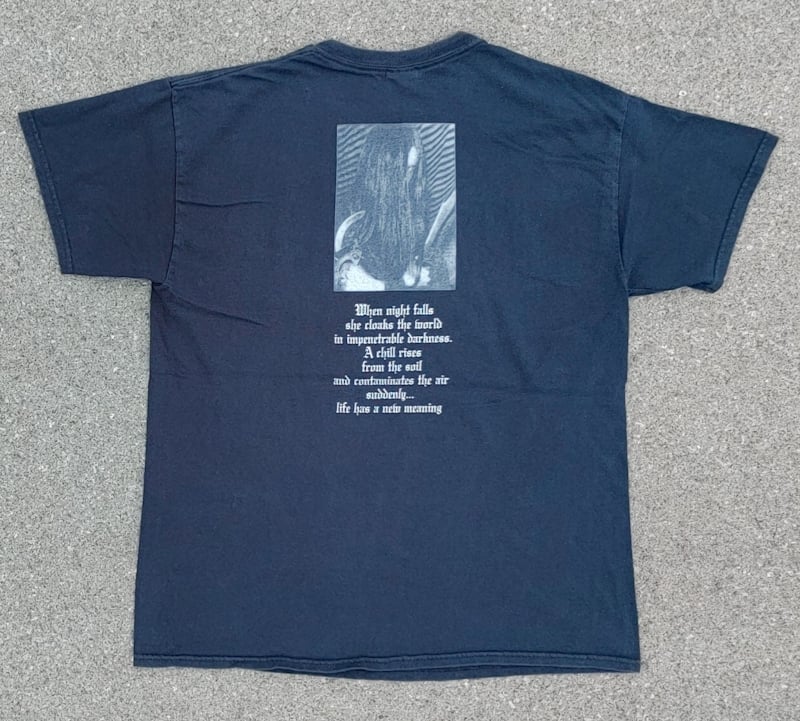 When night falls
she cloaks the world
in impenetrable darkness.
A chill rises
from the soil
and contaminates the air
suddenly...
life has a new meaning